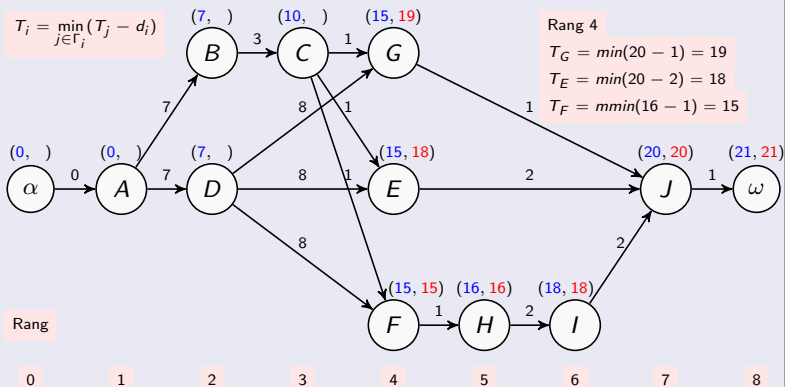 T_i = min_{j∈Γ_i} (T_j − d_i)
Rang 4
T_G = min(20 − 1) = 19
T_E = min(20 − 2) = 18
T_F = mmin(16 − 1) = 15
(7, ) (10, ) (15, 19)
B 3 C 1 G
7 8 1 1
(0, ) (0, ) (7, ) (15, 18) (20, 20) (21, 21)
α 0 A 7 D 8 1 E 2 J 1 ω
8 2
(15, 15) (16, 16) (18, 18)
F 1 H 2 I
Rang
0 1 2 3 4 5 6 7 8